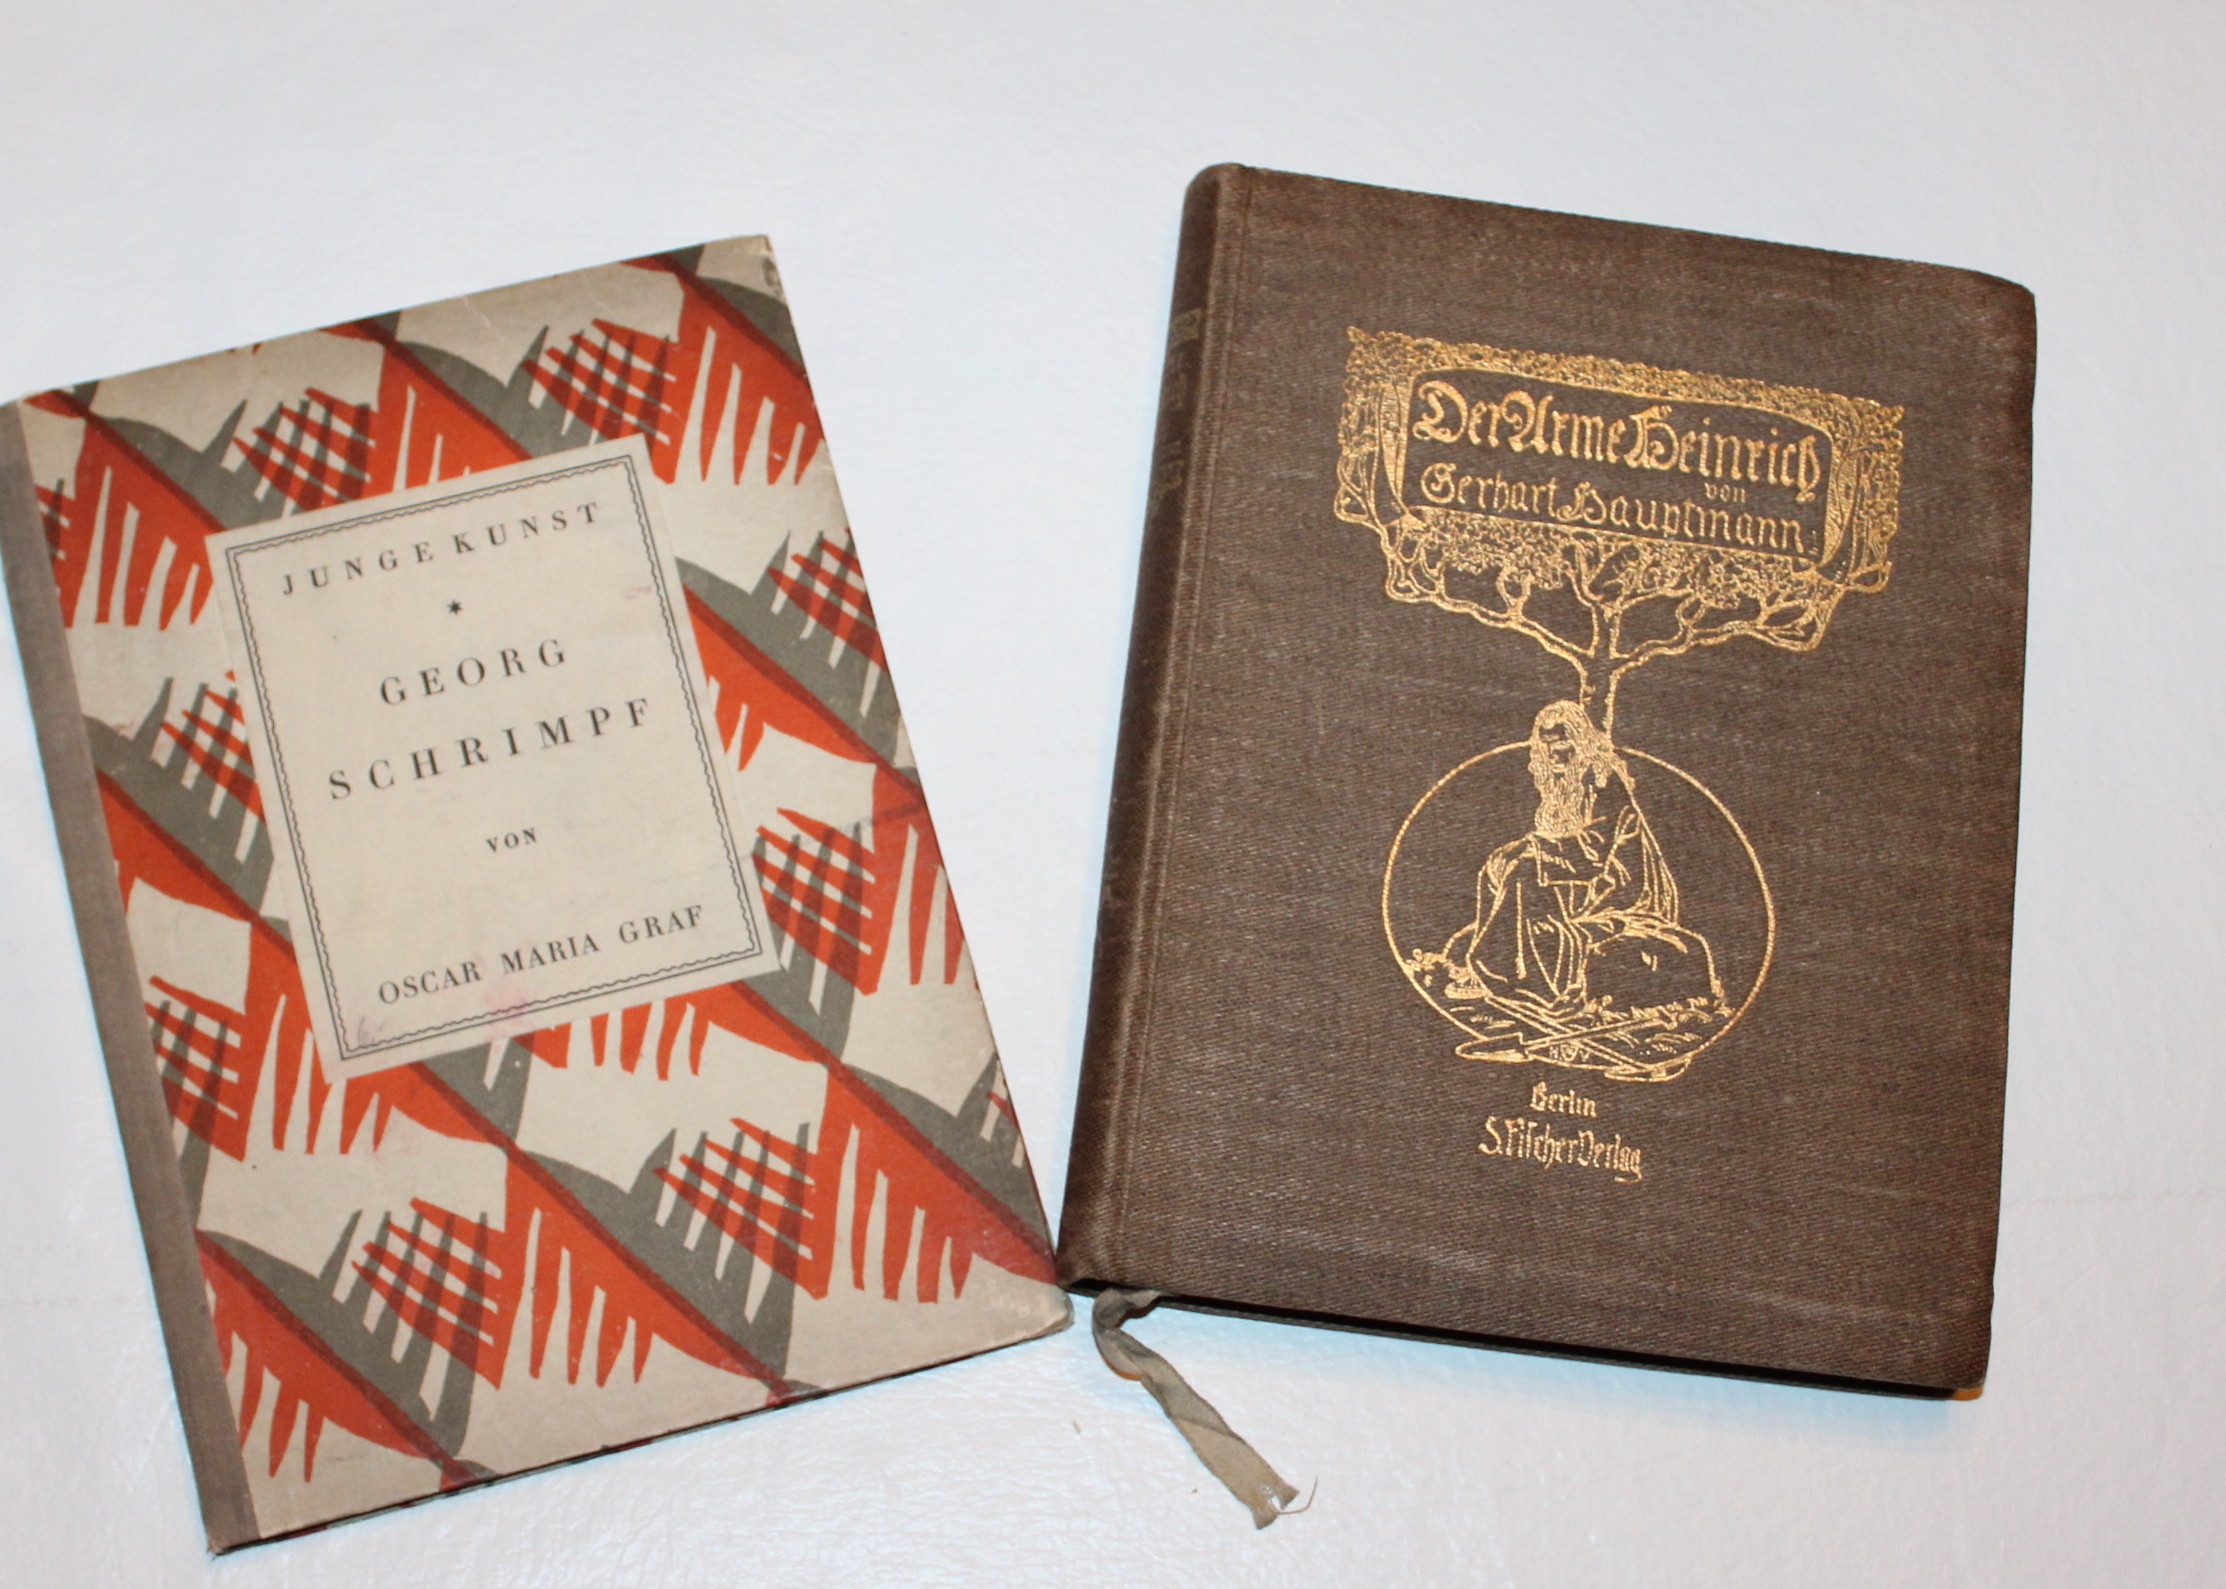 JUNGE KUNST
*
GEORG
SCHRIMPF
VON
OSCAR MARIA GRAF
Der Arme Heinrich
von
Gerhart Hauptmann
Berlin
S. Fischer Verlag